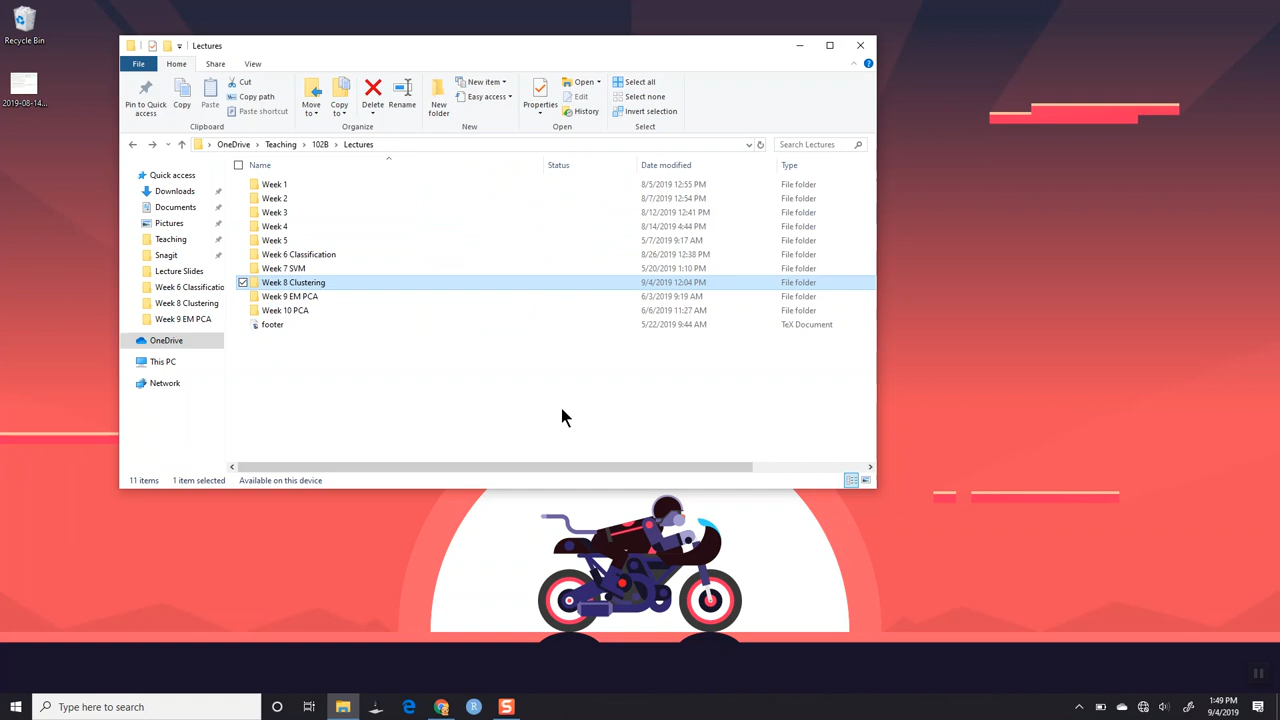 Recycle Bin
2019-08-14...
Lectures
File Home Share View
Pin to Quick access
Copy
Paste
Cut
Copy path
Paste shortcut
Clipboard
Move to
Copy to
Delete
Rename
Organize
New folder
New item
Easy access
New
Properties
Open
Edit
History
Open
Select all
Select none
Invert selection
Select
OneDrive > Teaching > 102B > Lectures
Search Lectures
Name Status Date modified Type
Week 1 8/5/2019 12:55 PM File folder
Week 2 8/7/2019 12:54 PM File folder
Week 3 8/12/2019 12:41 PM File folder
Week 4 8/14/2019 4:44 PM File folder
Week 5 5/7/2019 9:17 AM File folder
Week 6 Classification 8/26/2019 12:38 PM File folder
Week 7 SVM 5/20/2019 1:10 PM File folder
Week 8 Clustering 9/4/2019 12:04 PM File folder
Week 9 EM PCA 6/3/2019 9:19 AM File folder
Week 10 PCA 6/6/2019 11:27 AM File folder
footer 5/22/2019 9:44 AM TeX Document
Quick access
Downloads
Documents
Pictures
Teaching
Snagit
Lecture Slides
Week 6 Classificatio
Week 8 Clustering
Week 9 EM PCA
OneDrive
This PC
Network
11 items 1 item selected Available on this device
Type here to search
1:49 PM
9/4/2019